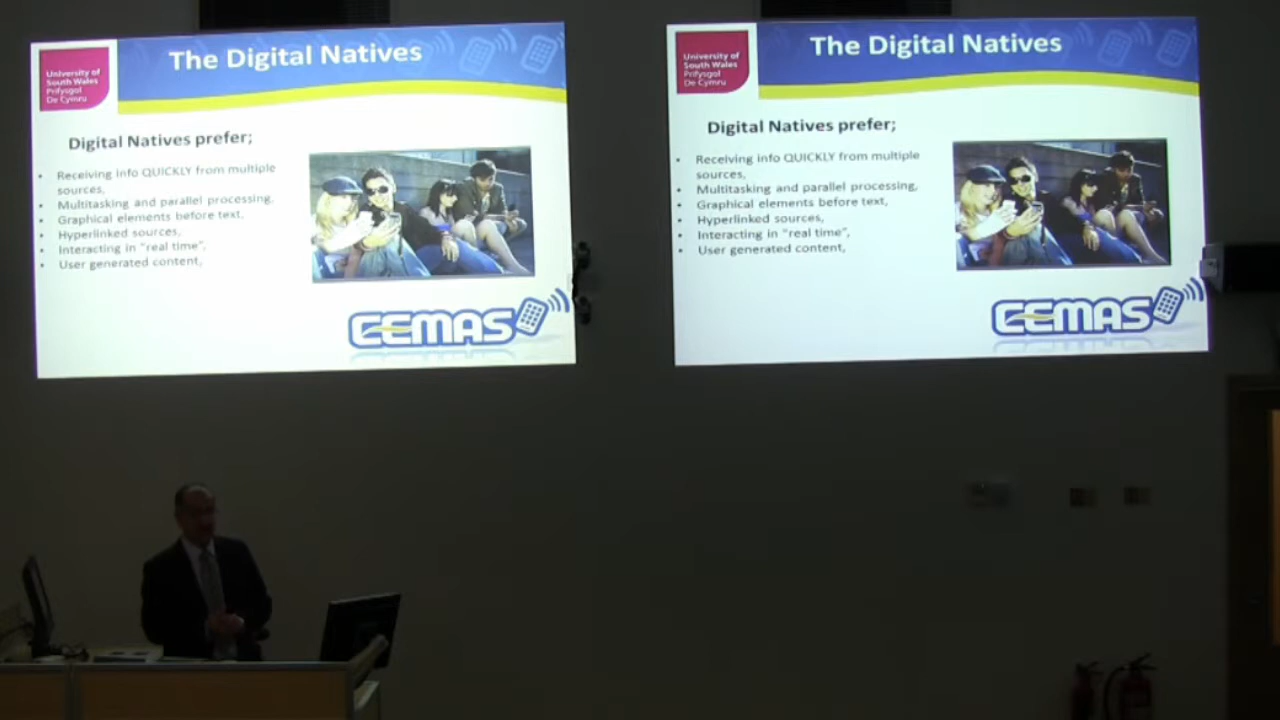 The Digital Natives
University of
South Wales
Prifysgol
De Cymru
Digital Natives prefer;
• Receiving info QUICKLY from multiple
sources,
• Multitasking and parallel processing,
• Graphical elements before text,
• Hyperlinked sources,
• Interacting in “real time”,
• User generated content,
CEMAS
The Digital Natives
University of
South Wales
Prifysgol
De Cymru
Digital Natives prefer;
• Receiving info QUICKLY from multiple
sources,
• Multitasking and parallel processing,
• Graphical elements before text,
• Hyperlinked sources,
• Interacting in “real time”,
• User generated content,
CEMAS